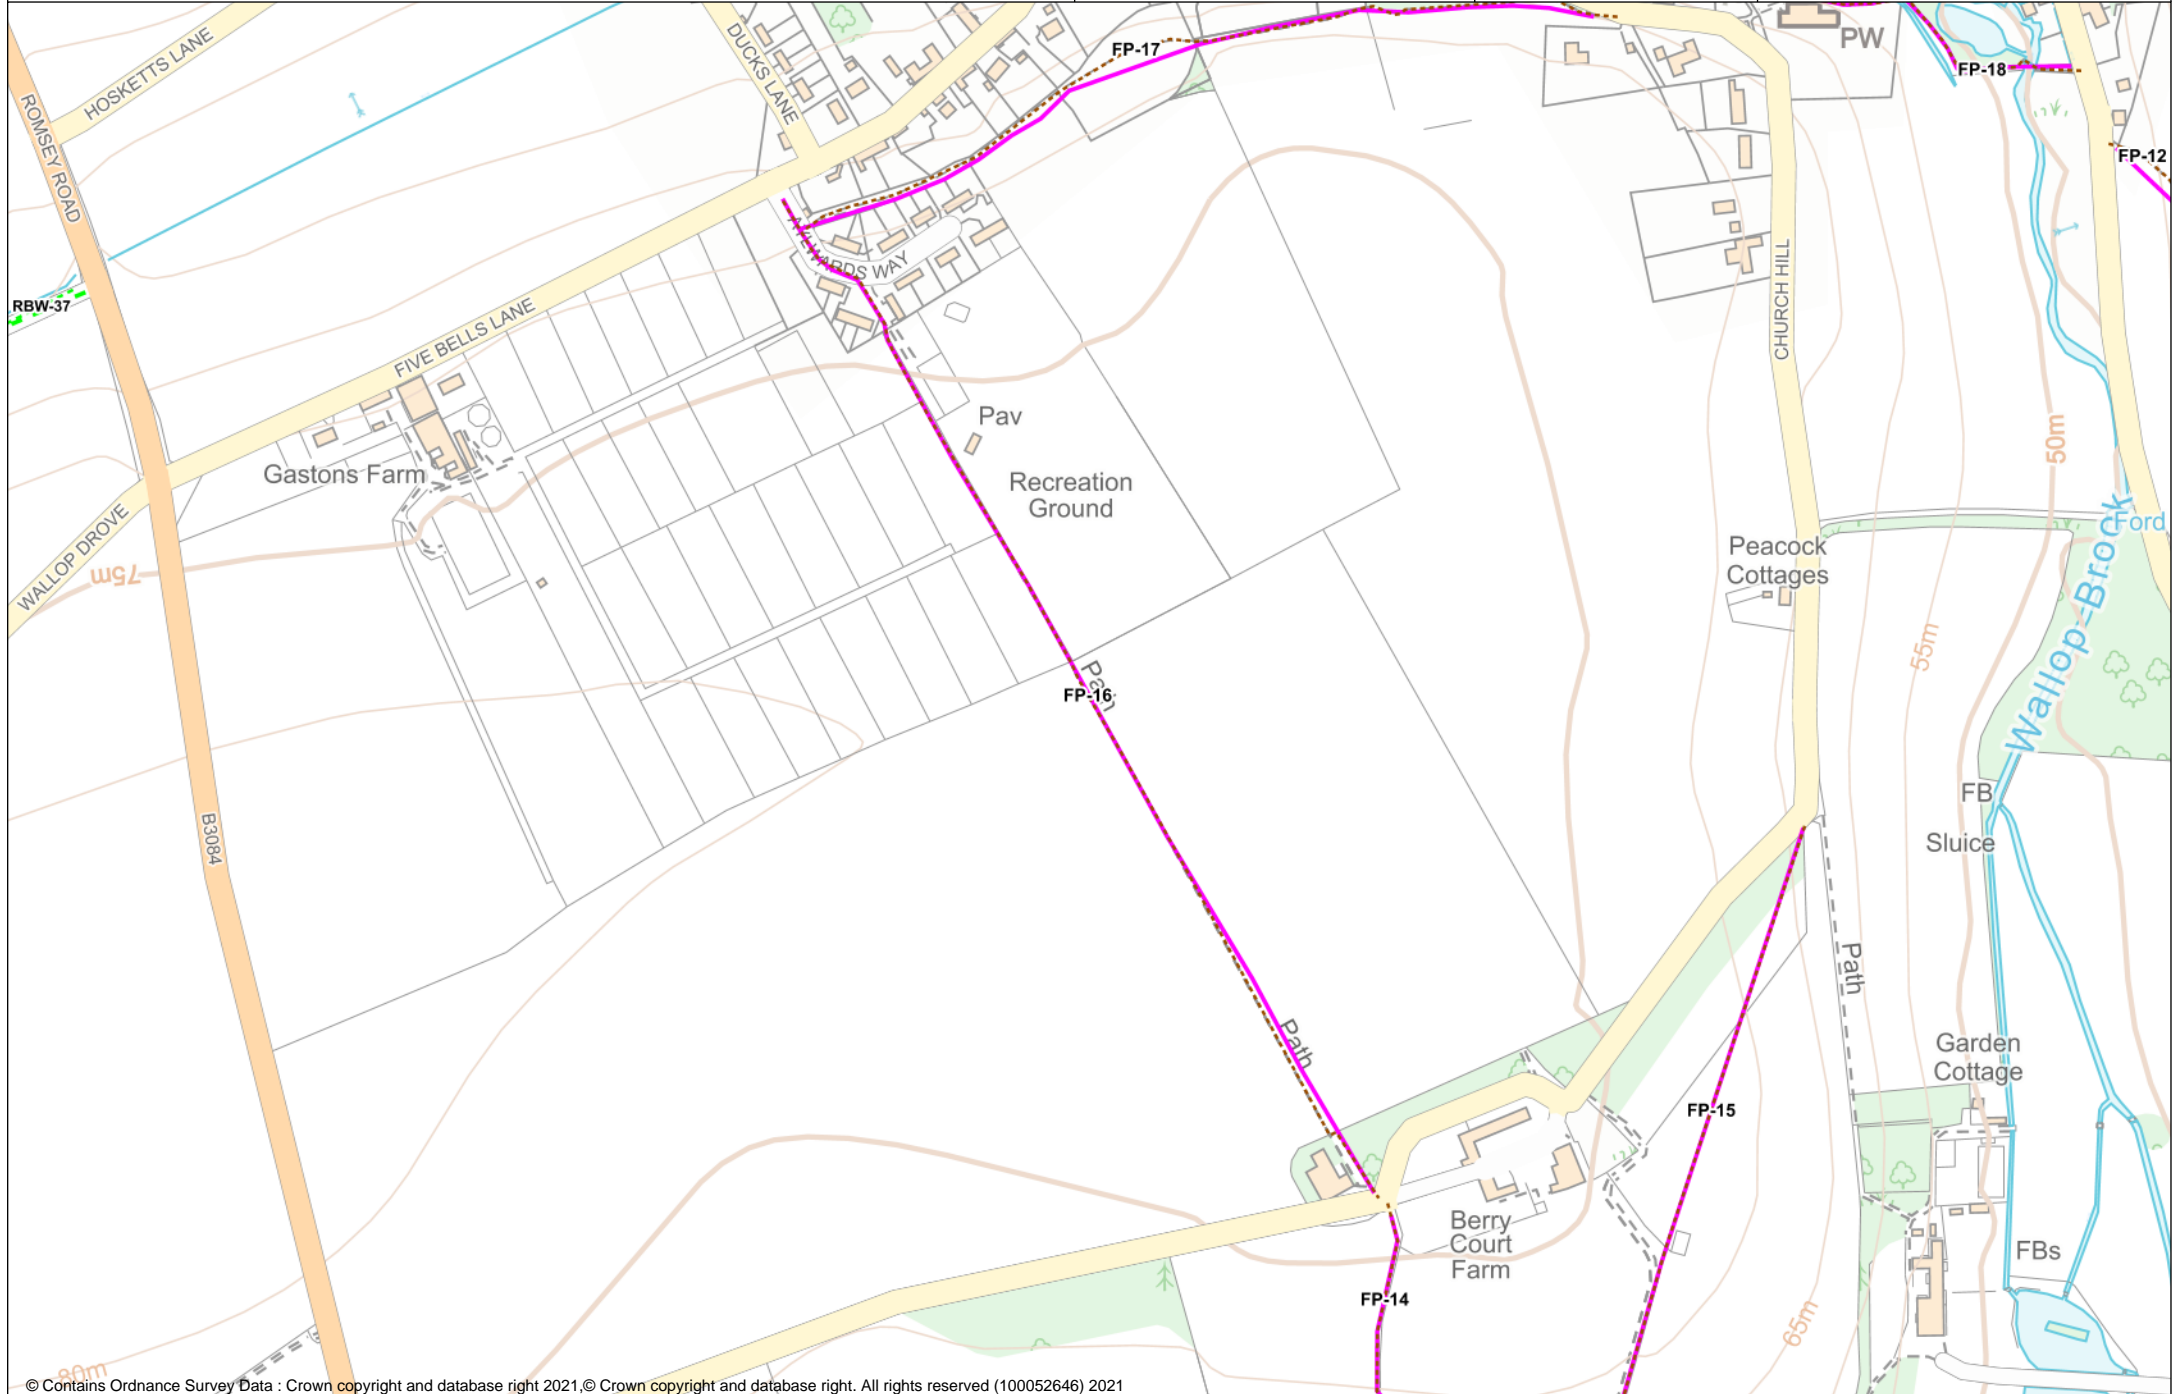 HOSKETTS LANE
DUCKS LANE
FP-17
PW
FP-18
ROMSEY ROAD
FP-12
AYLWARDS WAY
RBW-37
FIVE BELLS LANE
CHURCH HILL
Pav
50m
Gastons Farm
Recreation
Ground
Ford
WALLOP DROVE
75m
Peacock
Cottages
Wallop Brook
55m
Path
FP-16
FB
B3084
Sluice
Path
Path
Garden
Cottage
FP-15
Berry
Court
Farm
FBs
FP-14
65m
80m
© Contains Ordnance Survey Data : Crown copyright and database right 2021,© Crown copyright and database right. All rights reserved (100052646) 2021